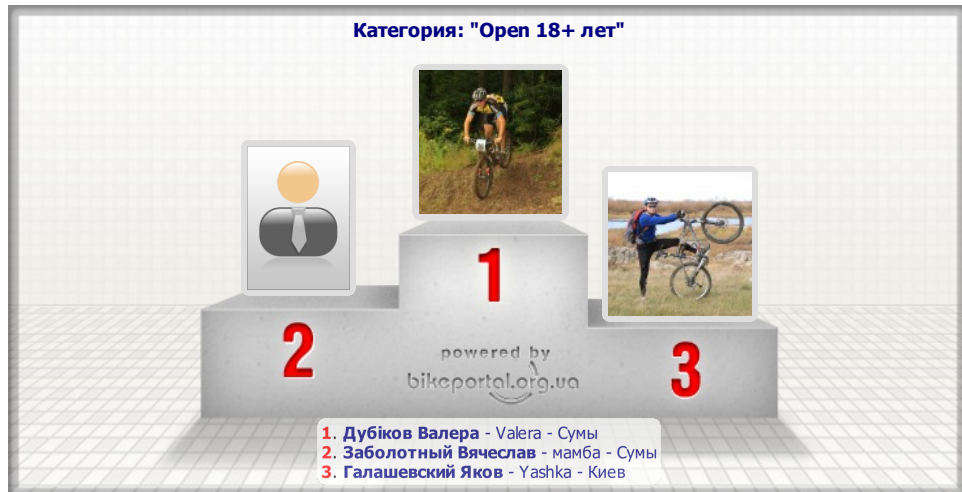 Категория: "Open 18+ лет"
1
2
3
powered by
bikeportal.org.ua
1. Дубіков Валера - Valera - Сумы
2. Заболотный Вячеслав - мамба - Сумы
3. Галашевский Яков - Yashka - Киев